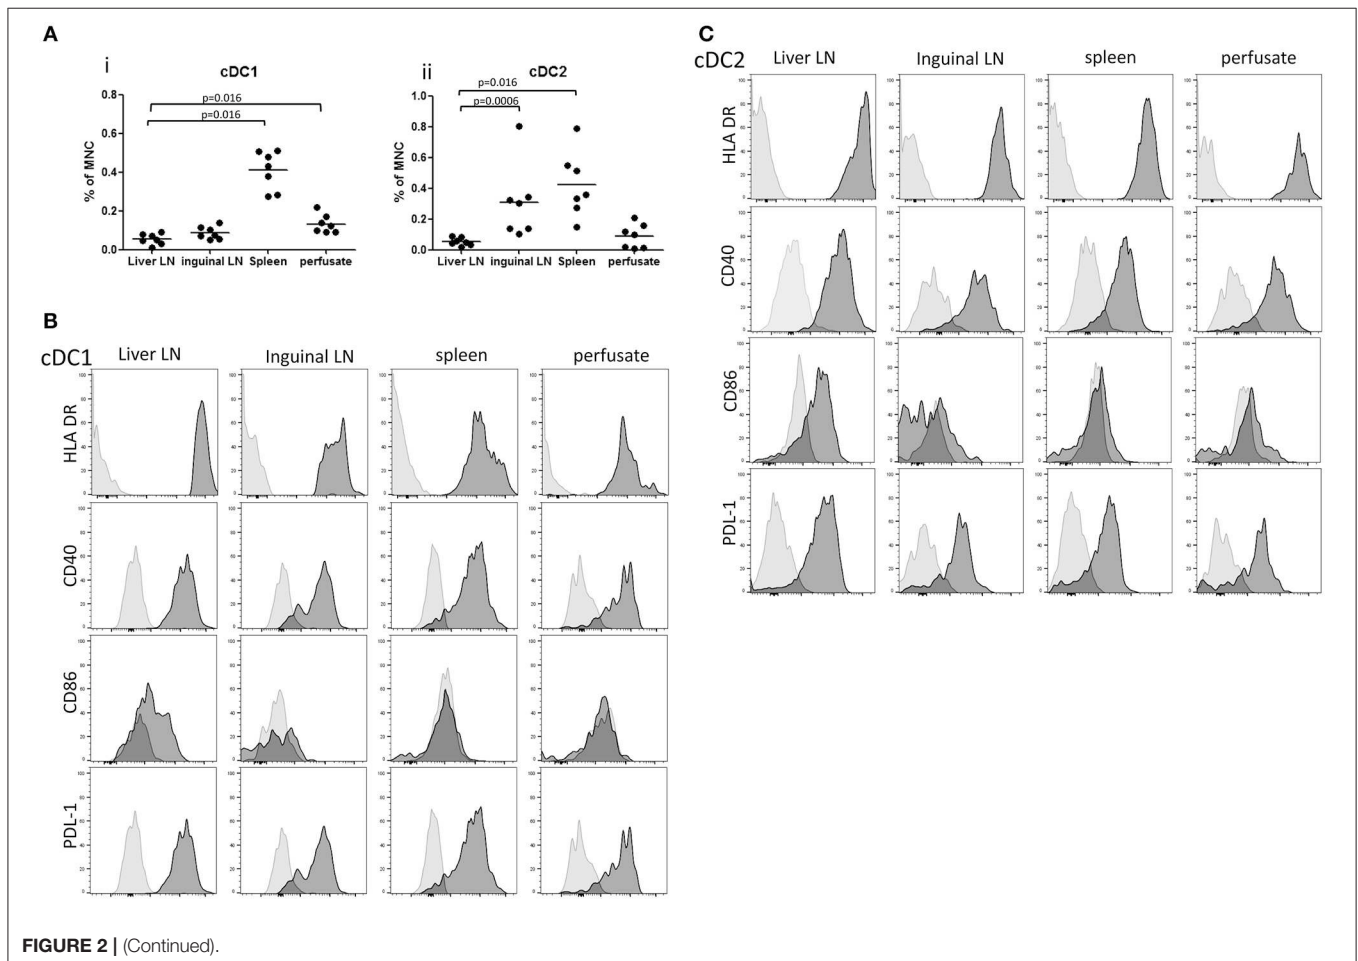 A
i
cDC1
p=0.016
p=0.016
% of MNC
0.8
0.6
0.4
0.2
0.0
Liver LN inguinal LN Spleen perfusate
ii
cDC2
p=0.016
p=0.0006
% of MNC
1.0
0.8
0.6
0.4
0.2
0.0
Liver LN inguinal LN Spleen perfusate
B
cDC1 Liver LN Inguinal LN spleen perfusate
HLA DR
CD40
CD86
PDL-1
C
cDC2 Liver LN Inguinal LN spleen perfusate
HLA DR
CD40
CD86
PDL-1
FIGURE 2 | (Continued).